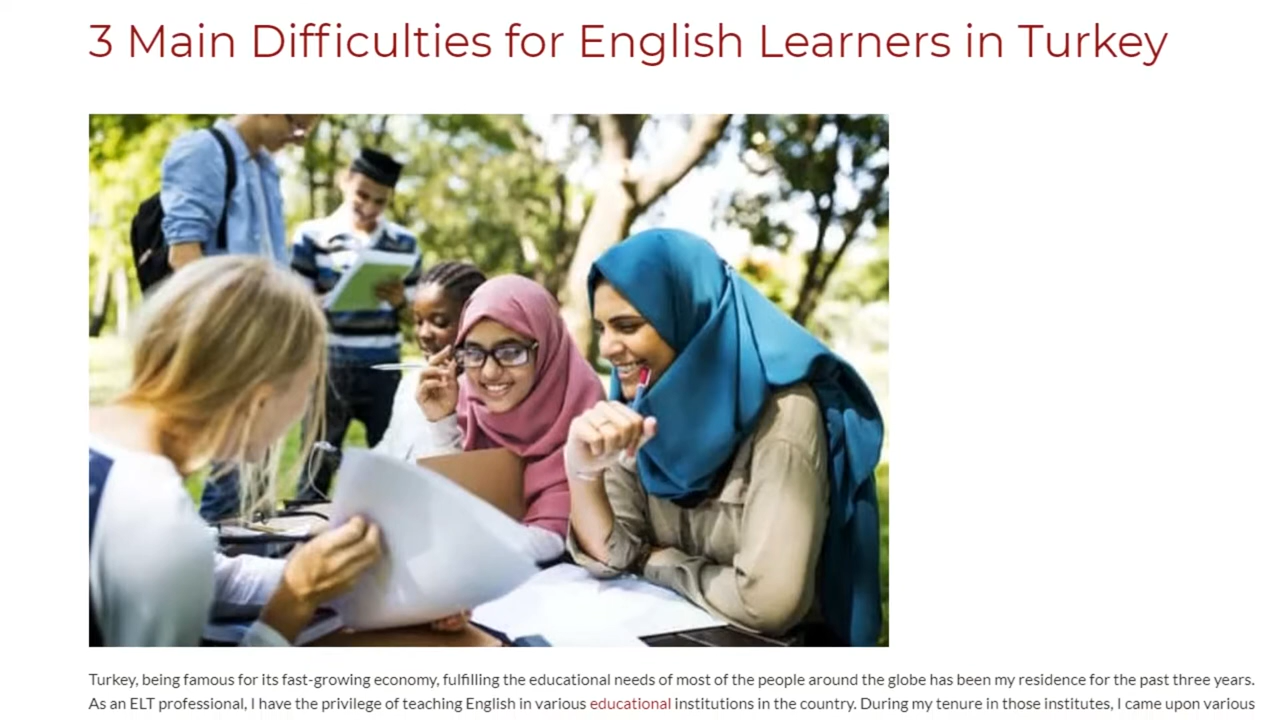 3 Main Difficulties for English Learners in Turkey
Turkey, being famous for its fast-growing economy, fulfilling the educational needs of most of the people around the globe has been my residence for the past three years.
As an ELT professional, I have the privilege of teaching English in various educational institutions in the country. During my tenure in those institutes, I came upon various